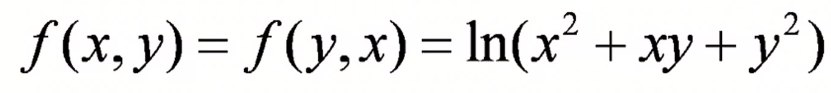 f(x, y) = f(y, x) = ln(x² + xy + y²)